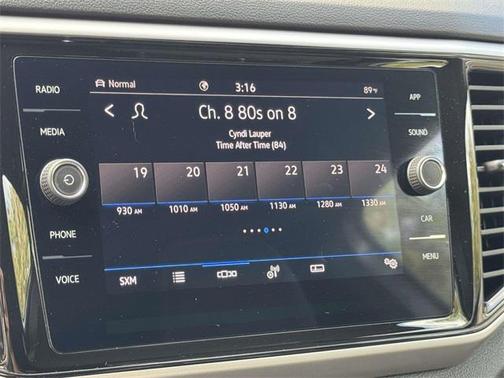 RADIO
MEDIA
PHONE
VOICE
Normal
3:16
89°F
Ch. 8 80s on 8
Cyndi Lauper
Time After Time (84)
19 20 21 22 23 24
930 AM 1010 AM 1050 AM 1130 AM 1280 AM 1330 AM
SXM
APP
SOUND
CAR
MENU